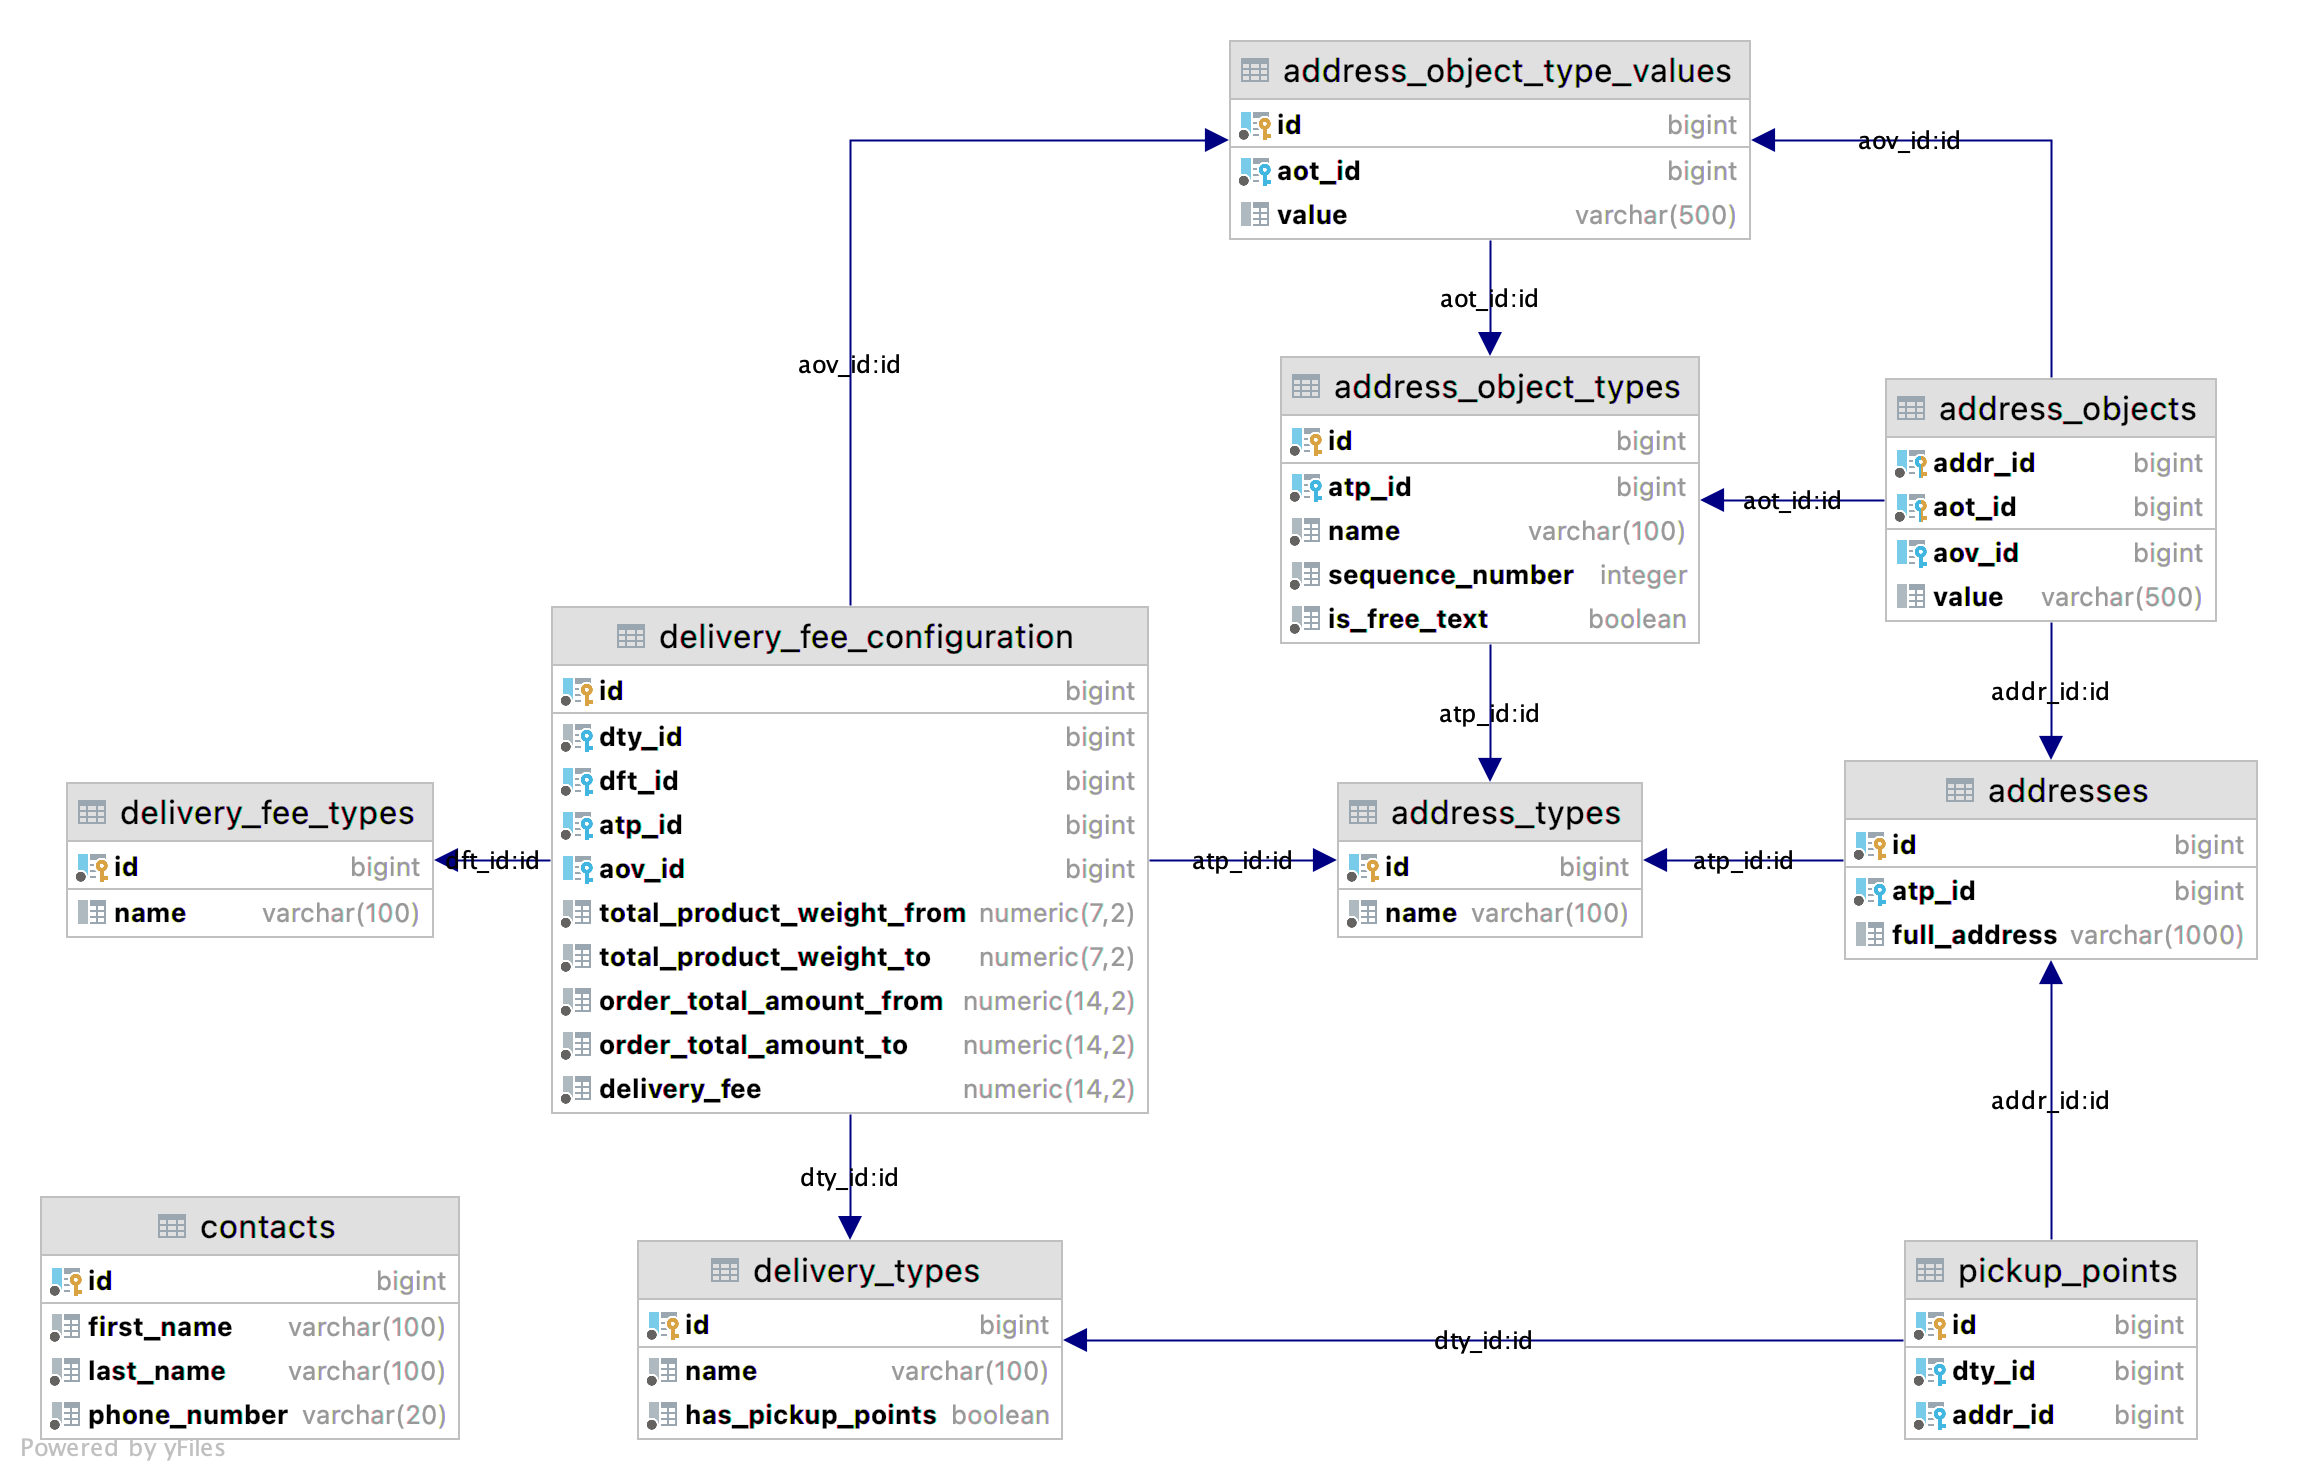 address_object_type_values
id bigint
aot_id bigint
value varchar(500)
aov_id:id
aov_id:id
aot_id:id
address_object_types
id bigint
atp_id bigint
name varchar(100)
sequence_number integer
is_free_text boolean
aot_id:id
address_objects
addr_id bigint
aot_id bigint
aov_id bigint
value varchar(500)
atp_id:id
addr_id:id
delivery_fee_configuration
id bigint
dty_id bigint
dft_id bigint
atp_id bigint
aov_id bigint
total_product_weight_from numeric(7,2)
total_product_weight_to numeric(7,2)
order_total_amount_from numeric(14,2)
order_total_amount_to numeric(14,2)
delivery_fee numeric(14,2)
delivery_fee_types
id bigint
name varchar(100)
dft_id:id
atp_id:id
address_types
id bigint
name varchar(100)
atp_id:id
addresses
id bigint
atp_id bigint
full_address varchar(1000)
addr_id:id
dty_id:id
contacts
id bigint
first_name varchar(100)
last_name varchar(100)
phone_number varchar(20)
delivery_types
id bigint
name varchar(100)
has_pickup_points boolean
dty_id:id
pickup_points
id bigint
dty_id bigint
addr_id bigint
Powered by yFiles